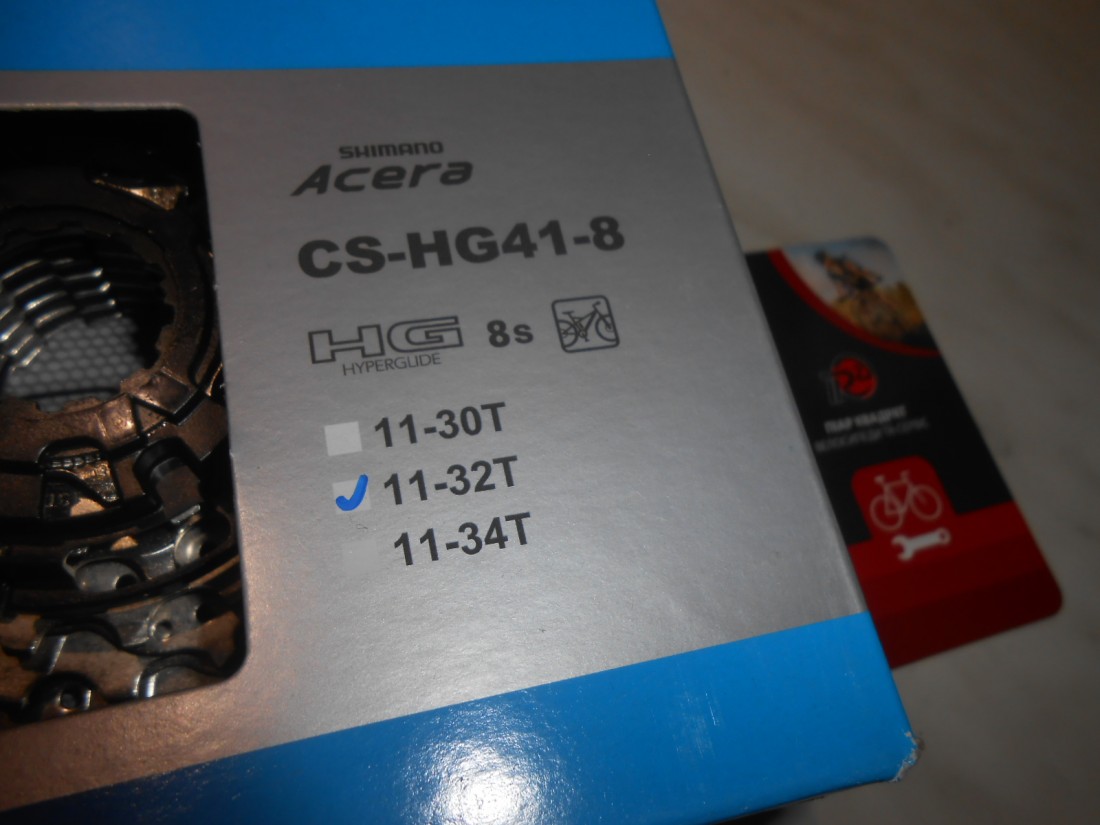 SHIMANO
Acera
CS-HG41-8
HG 8s
HYPERGLIDE
11-30T
11-32T
11-34T